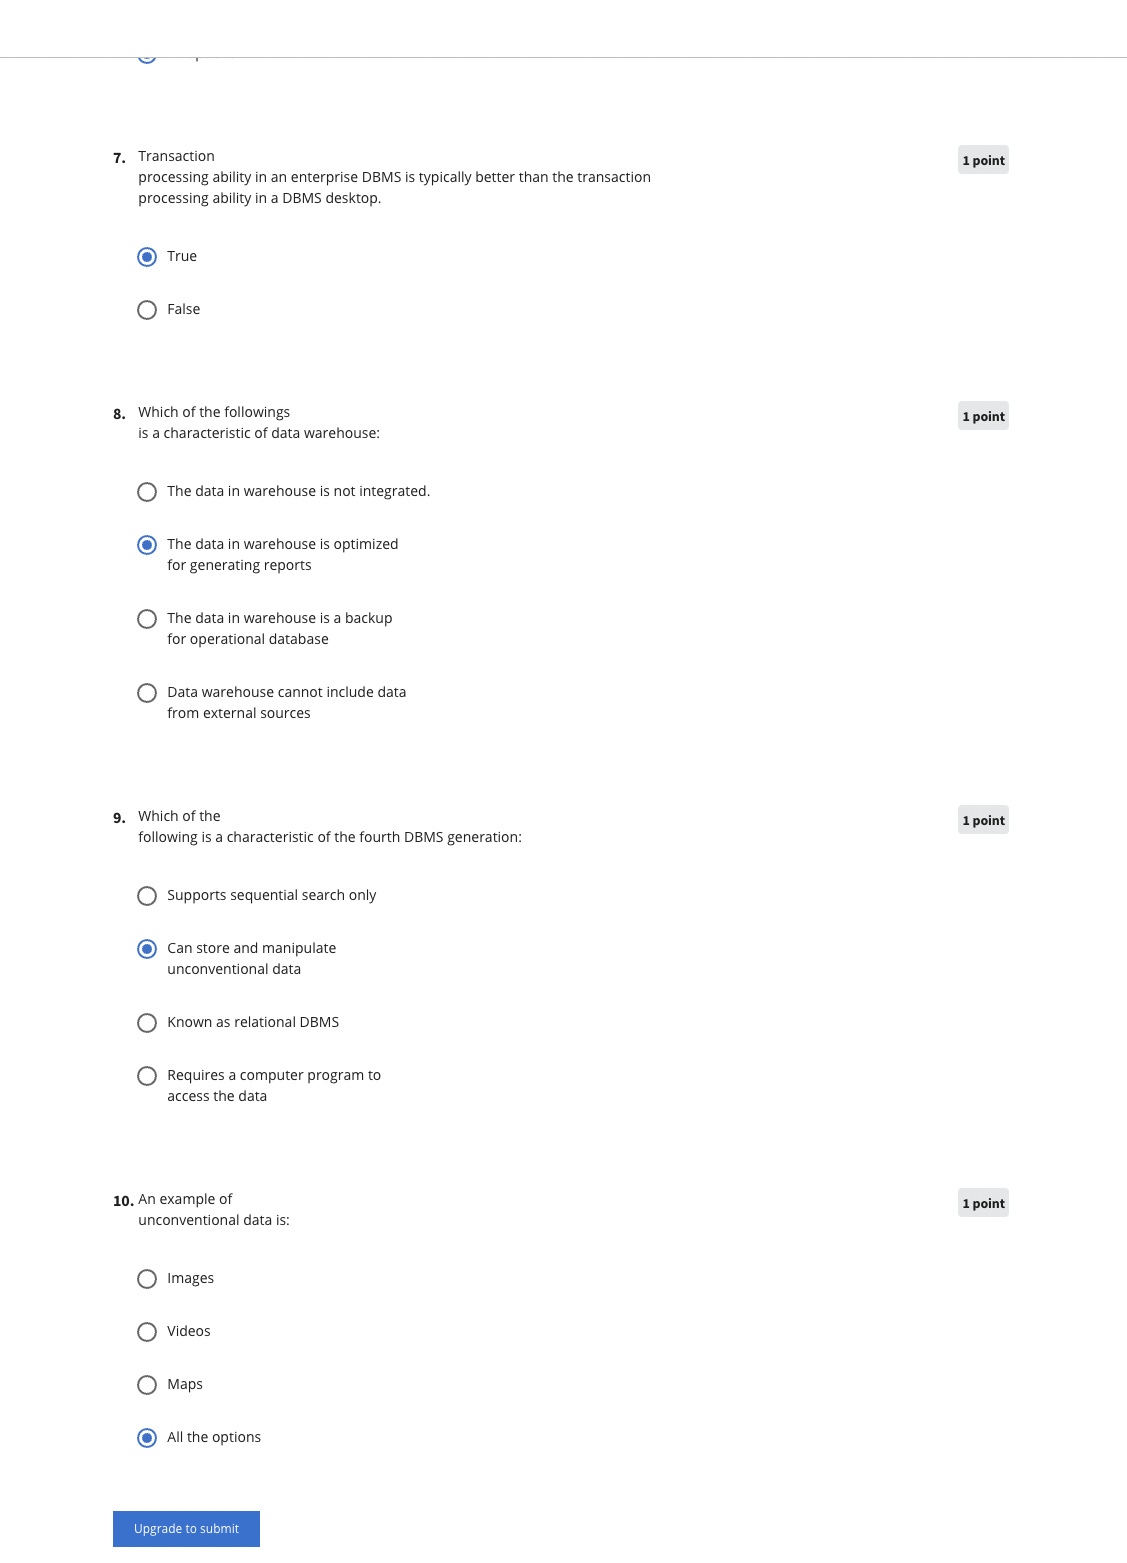 7.
Transaction
processing ability in an enterprise DBMS is typically better than the transaction
processing ability in a DBMS desktop.
1 point
True
False
8.
Which of the followings
is a characteristic of data warehouse:
1 point
The data in warehouse is not integrated.
The data in warehouse is optimized
for generating reports
The data in warehouse is a backup
for operational database
Data warehouse cannot include data
from external sources
9.
Which of the
following is a characteristic of the fourth DBMS generation:
1 point
Supports sequential search only
Can store and manipulate
unconventional data
Known as relational DBMS
Requires a computer program to
access the data
10.
An example of
unconventional data is:
1 point
Images
Videos
Maps
All the options
Upgrade to submit